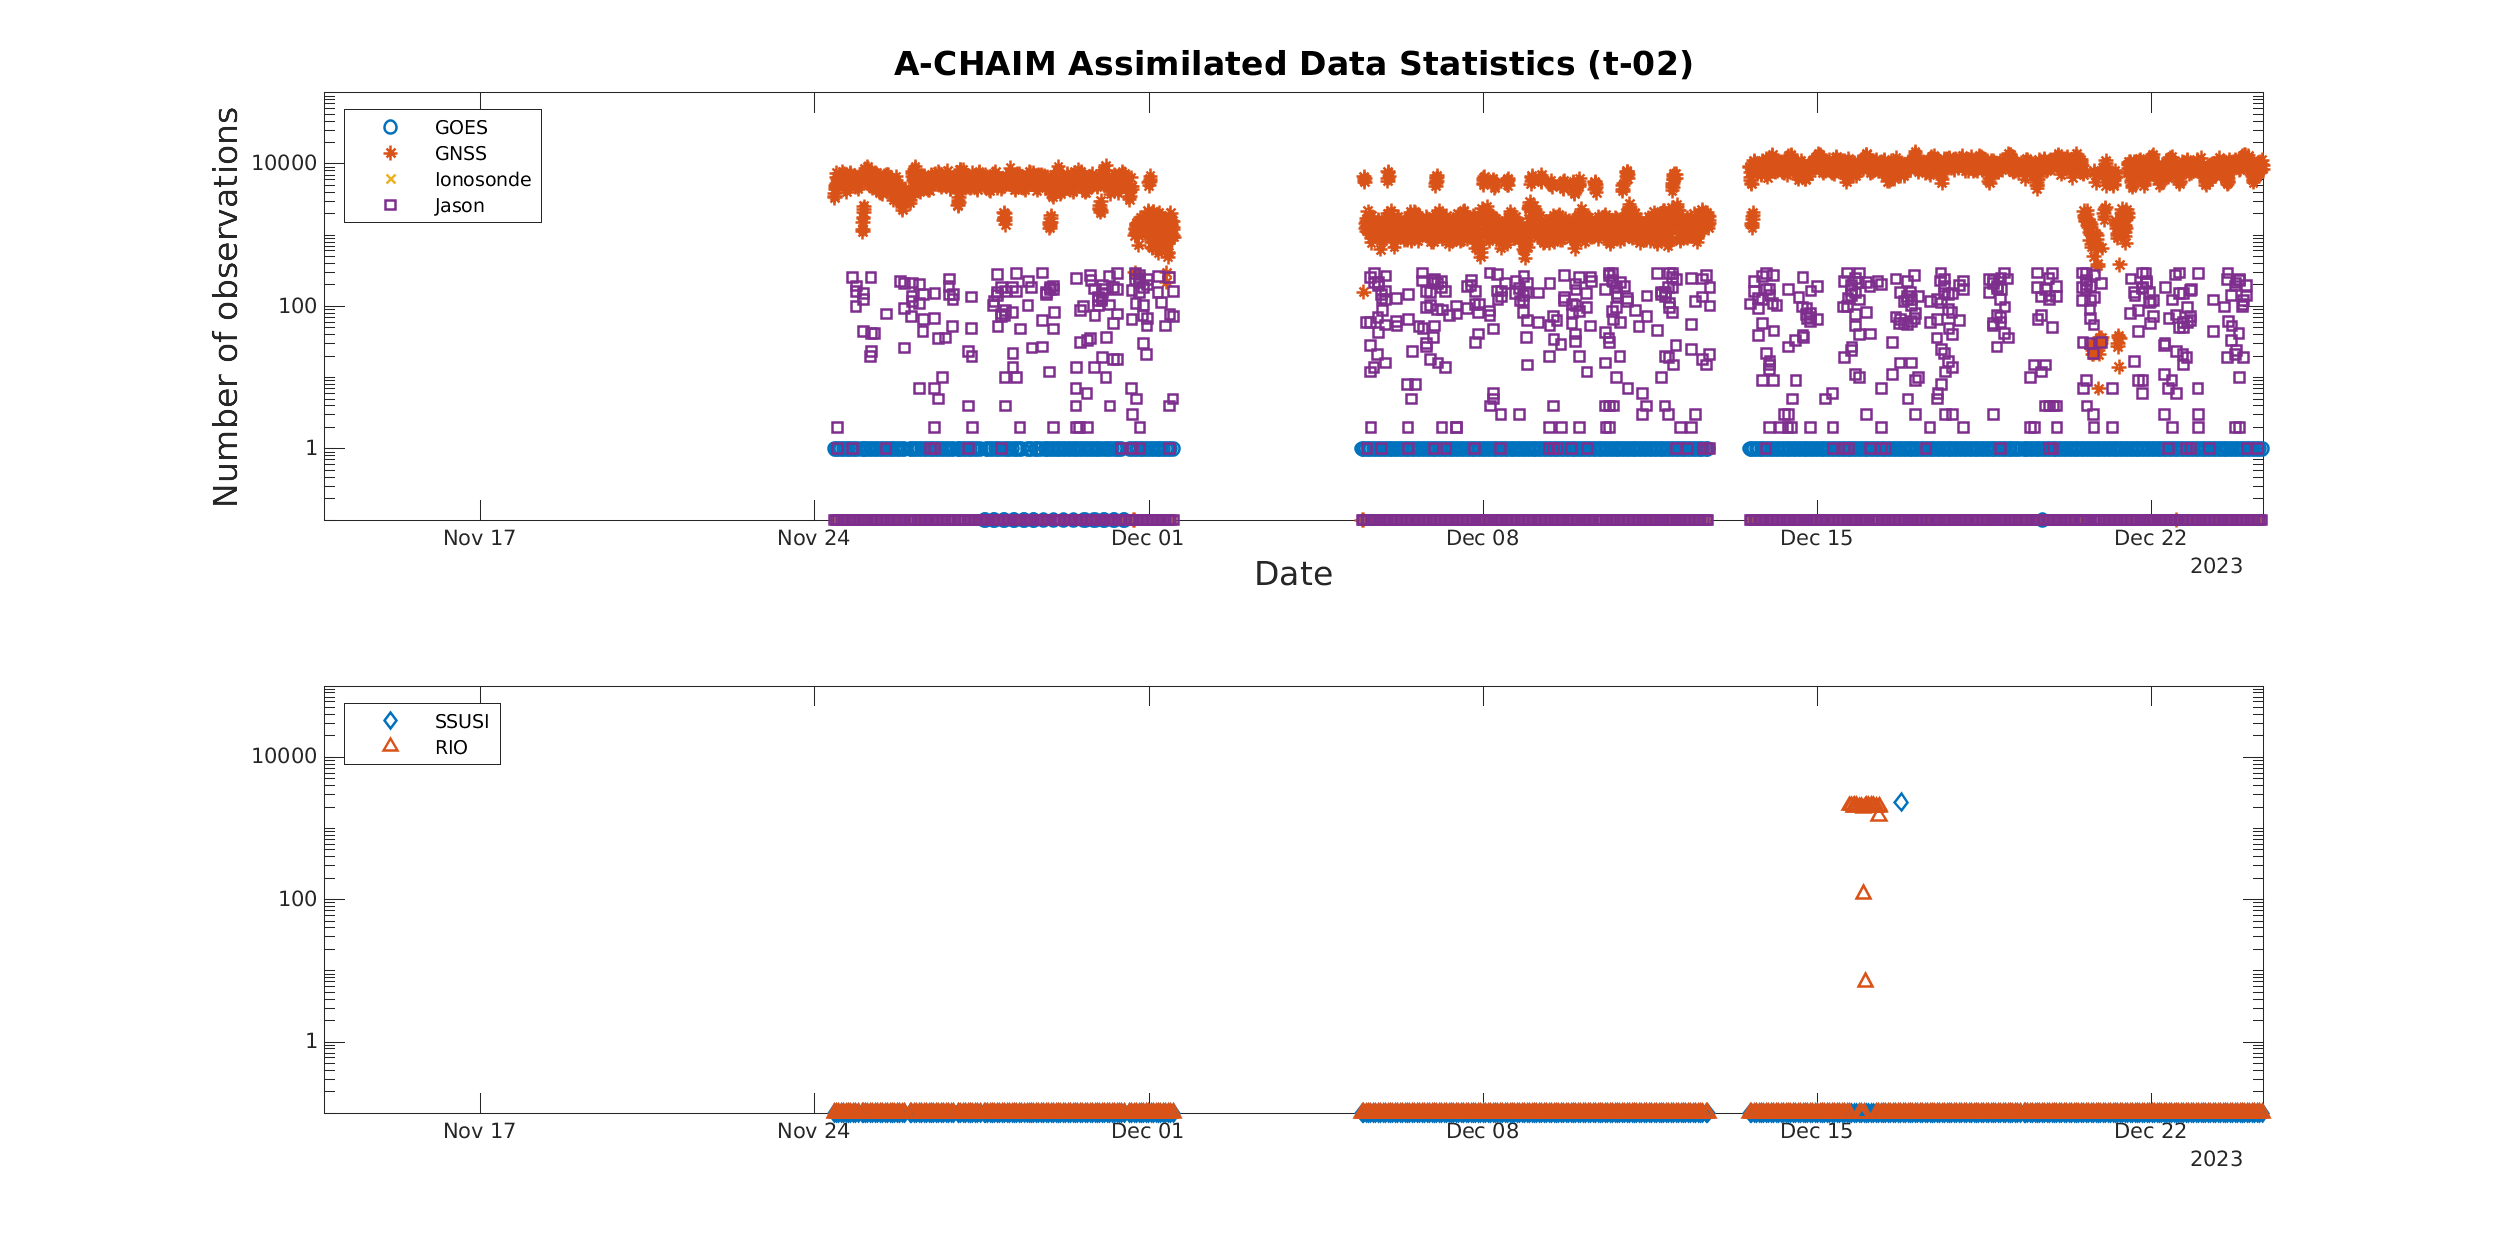 A-CHAIM Assimilated Data Statistics (t-02)
Number of observations
10000
100
1
GOES
GNSS
Ionosonde
Jason
Nov 17
Nov 24
Dec 01
Dec 08
Dec 15
Dec 22
2023
Date
10000
100
1
SSUSI
RIO
Nov 17
Nov 24
Dec 01
Dec 08
Dec 15
Dec 22
2023